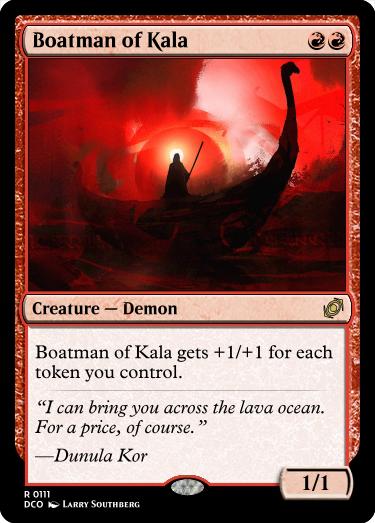 Boatman of Kala
Creature — Demon
Boatman of Kala gets +1/+1 for each
token you control.
“I can bring you across the lava ocean.
For a price, of course.”
—Dunula Kor
1/1
R 0111
DCO Larry Southberg